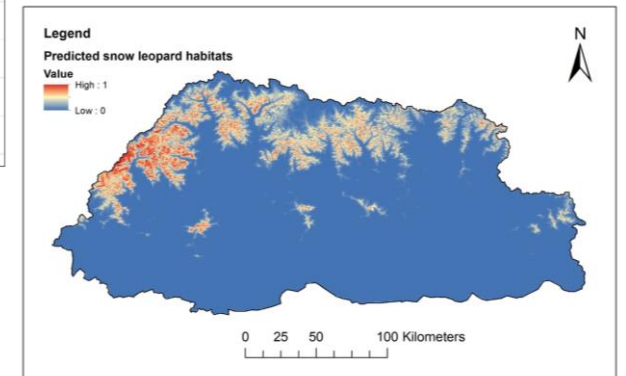 Legend
N
Predicted snow leopard habitats
Value
High : 1
Low : 0
0 25 50 100 Kilometers